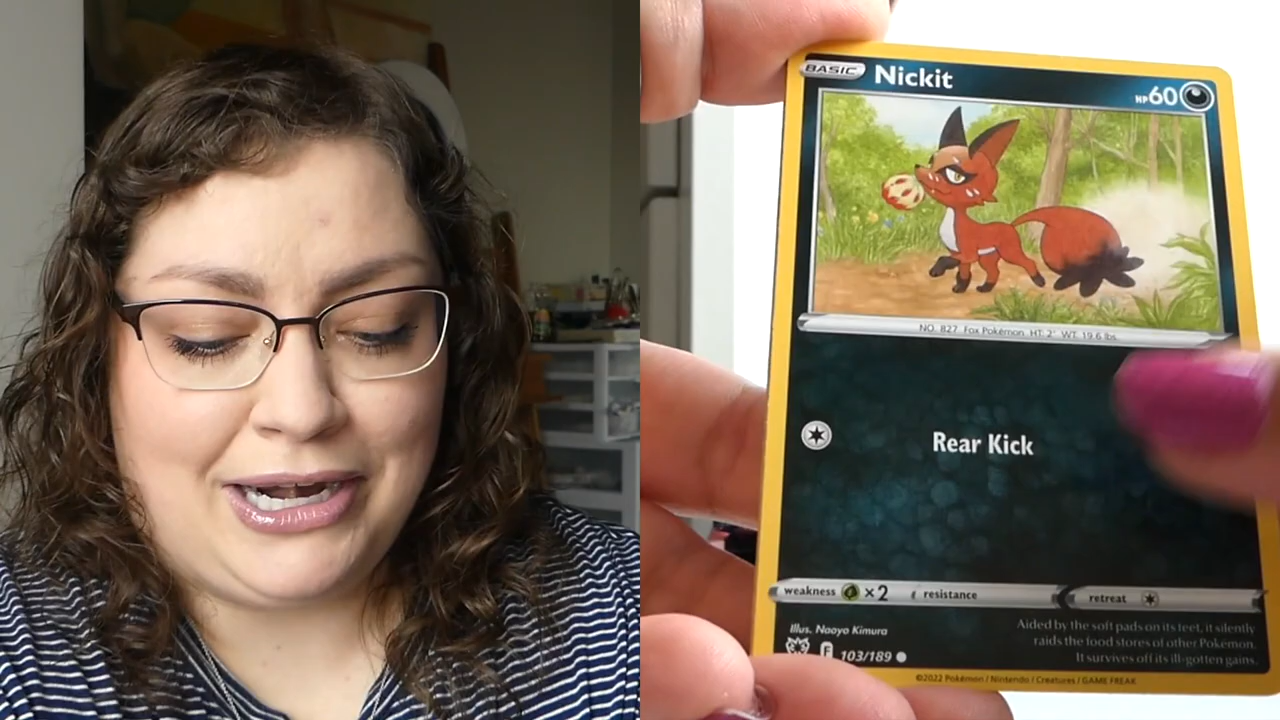 BASIC Nickit HP 60
NO. 827 Fox Pokémon HT: 2' WT: 19.6 lbs.
Rear Kick
weakness ×2 resistance retreat
Illus. Naoyo Kimura
F 103/189
Aided by the soft pads on its feet, it silently
raids the food stores of other Pokémon.
It survives off its ill-gotten gains.
©2022 Pokémon / Nintendo / Creatures / GAME FREAK